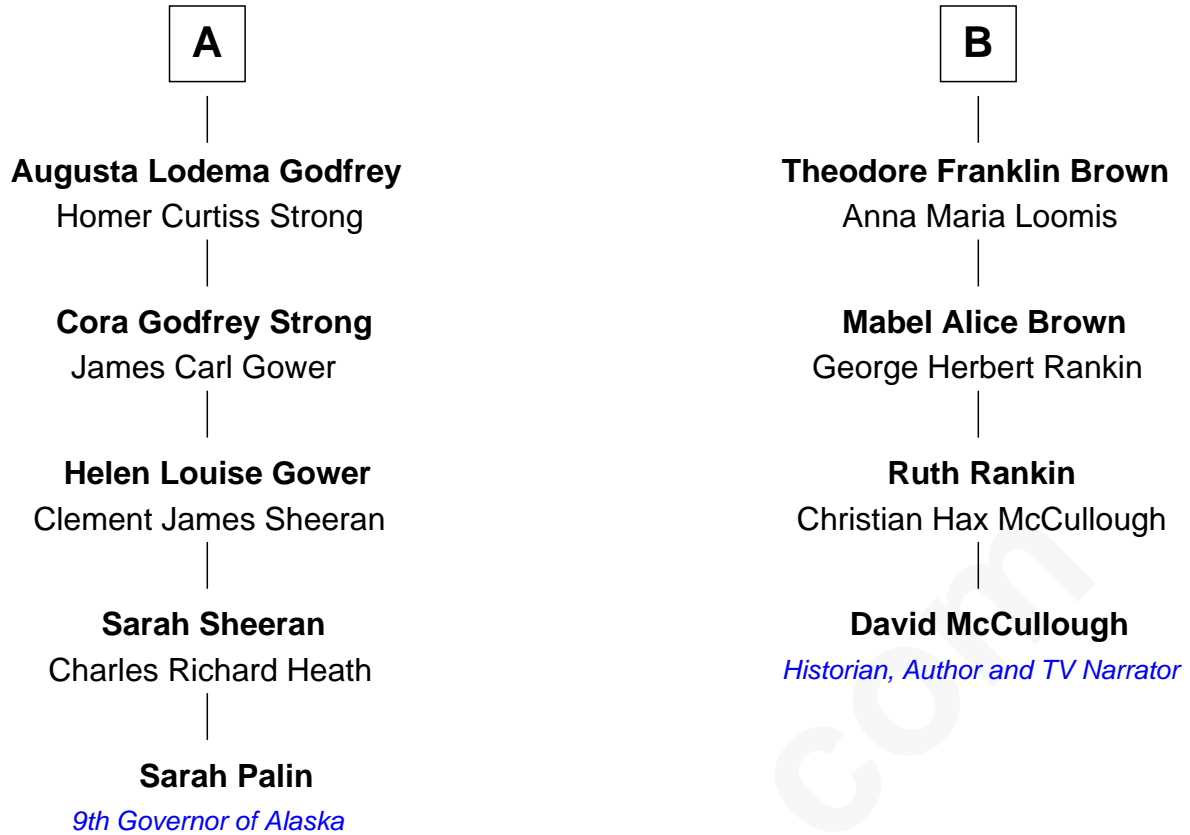 A
Augusta Lodema Godfrey
Homer Curtiss Strong
Cora Godfrey Strong
James Carl Gower
Helen Louise Gower
Clement James Sheeran
Sarah Sheeran
Charles Richard Heath
Sarah Palin
9th Governor of Alaska
B
Theodore Franklin Brown
Anna Maria Loomis
Mabel Alice Brown
George Herbert Rankin
Ruth Rankin
Christian Hax McCullough
David McCullough
Historian, Author and TV Narrator
com